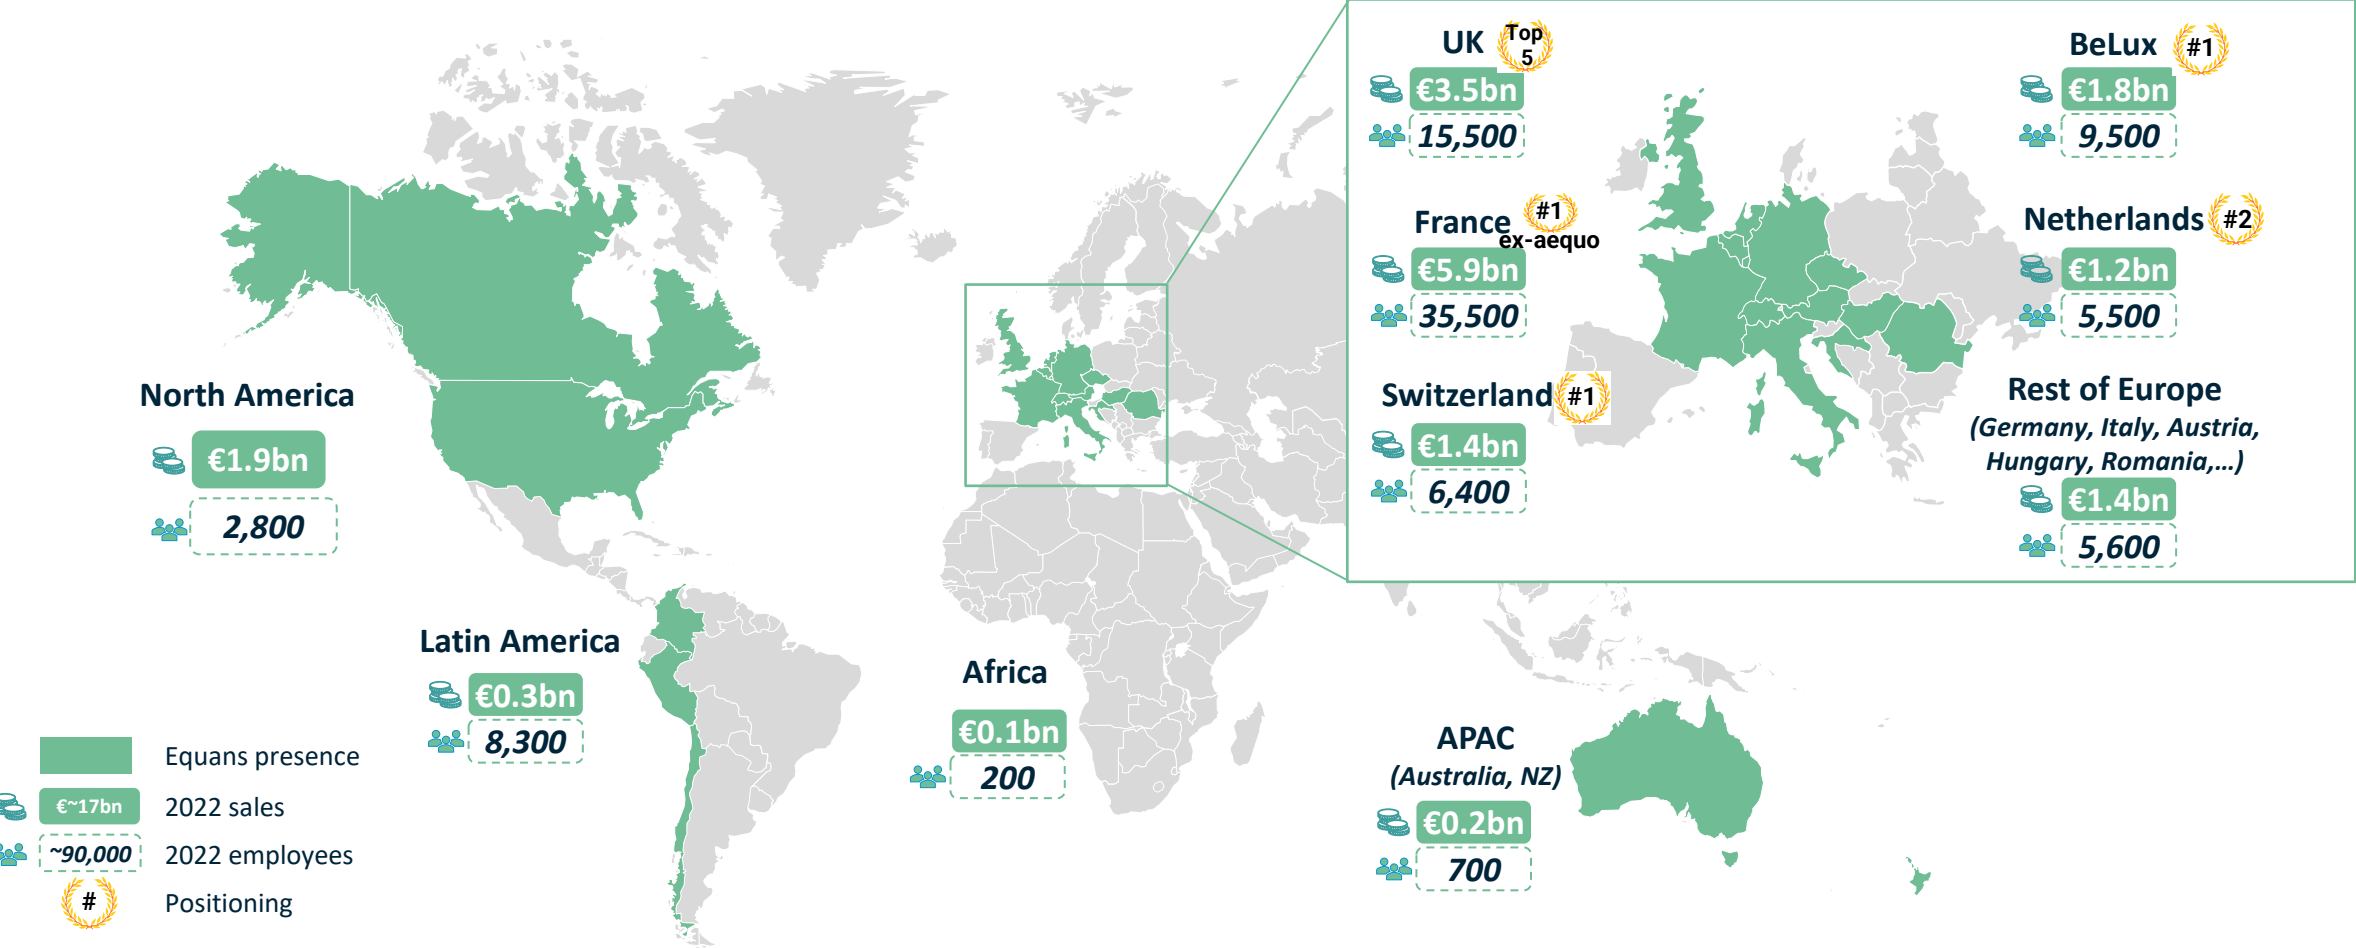 North America
€1.9bn
2,800
Latin America
€0.3bn
8,300
Africa
€0.1bn
200
APAC
(Australia, NZ)
€0.2bn
700
UK
Top
5
€3.5bn
15,500
France
#1
ex-aequo
€5.9bn
35,500
Switzerland
#1
€1.4bn
6,400
BeLux
#1
€1.8bn
9,500
Netherlands
#2
€1.2bn
5,500
Rest of Europe
(Germany, Italy, Austria,
Hungary, Romania,...)
€1.4bn
5,600
Equans presence
€~17bn
2022 sales
~90,000
2022 employees
#
Positioning